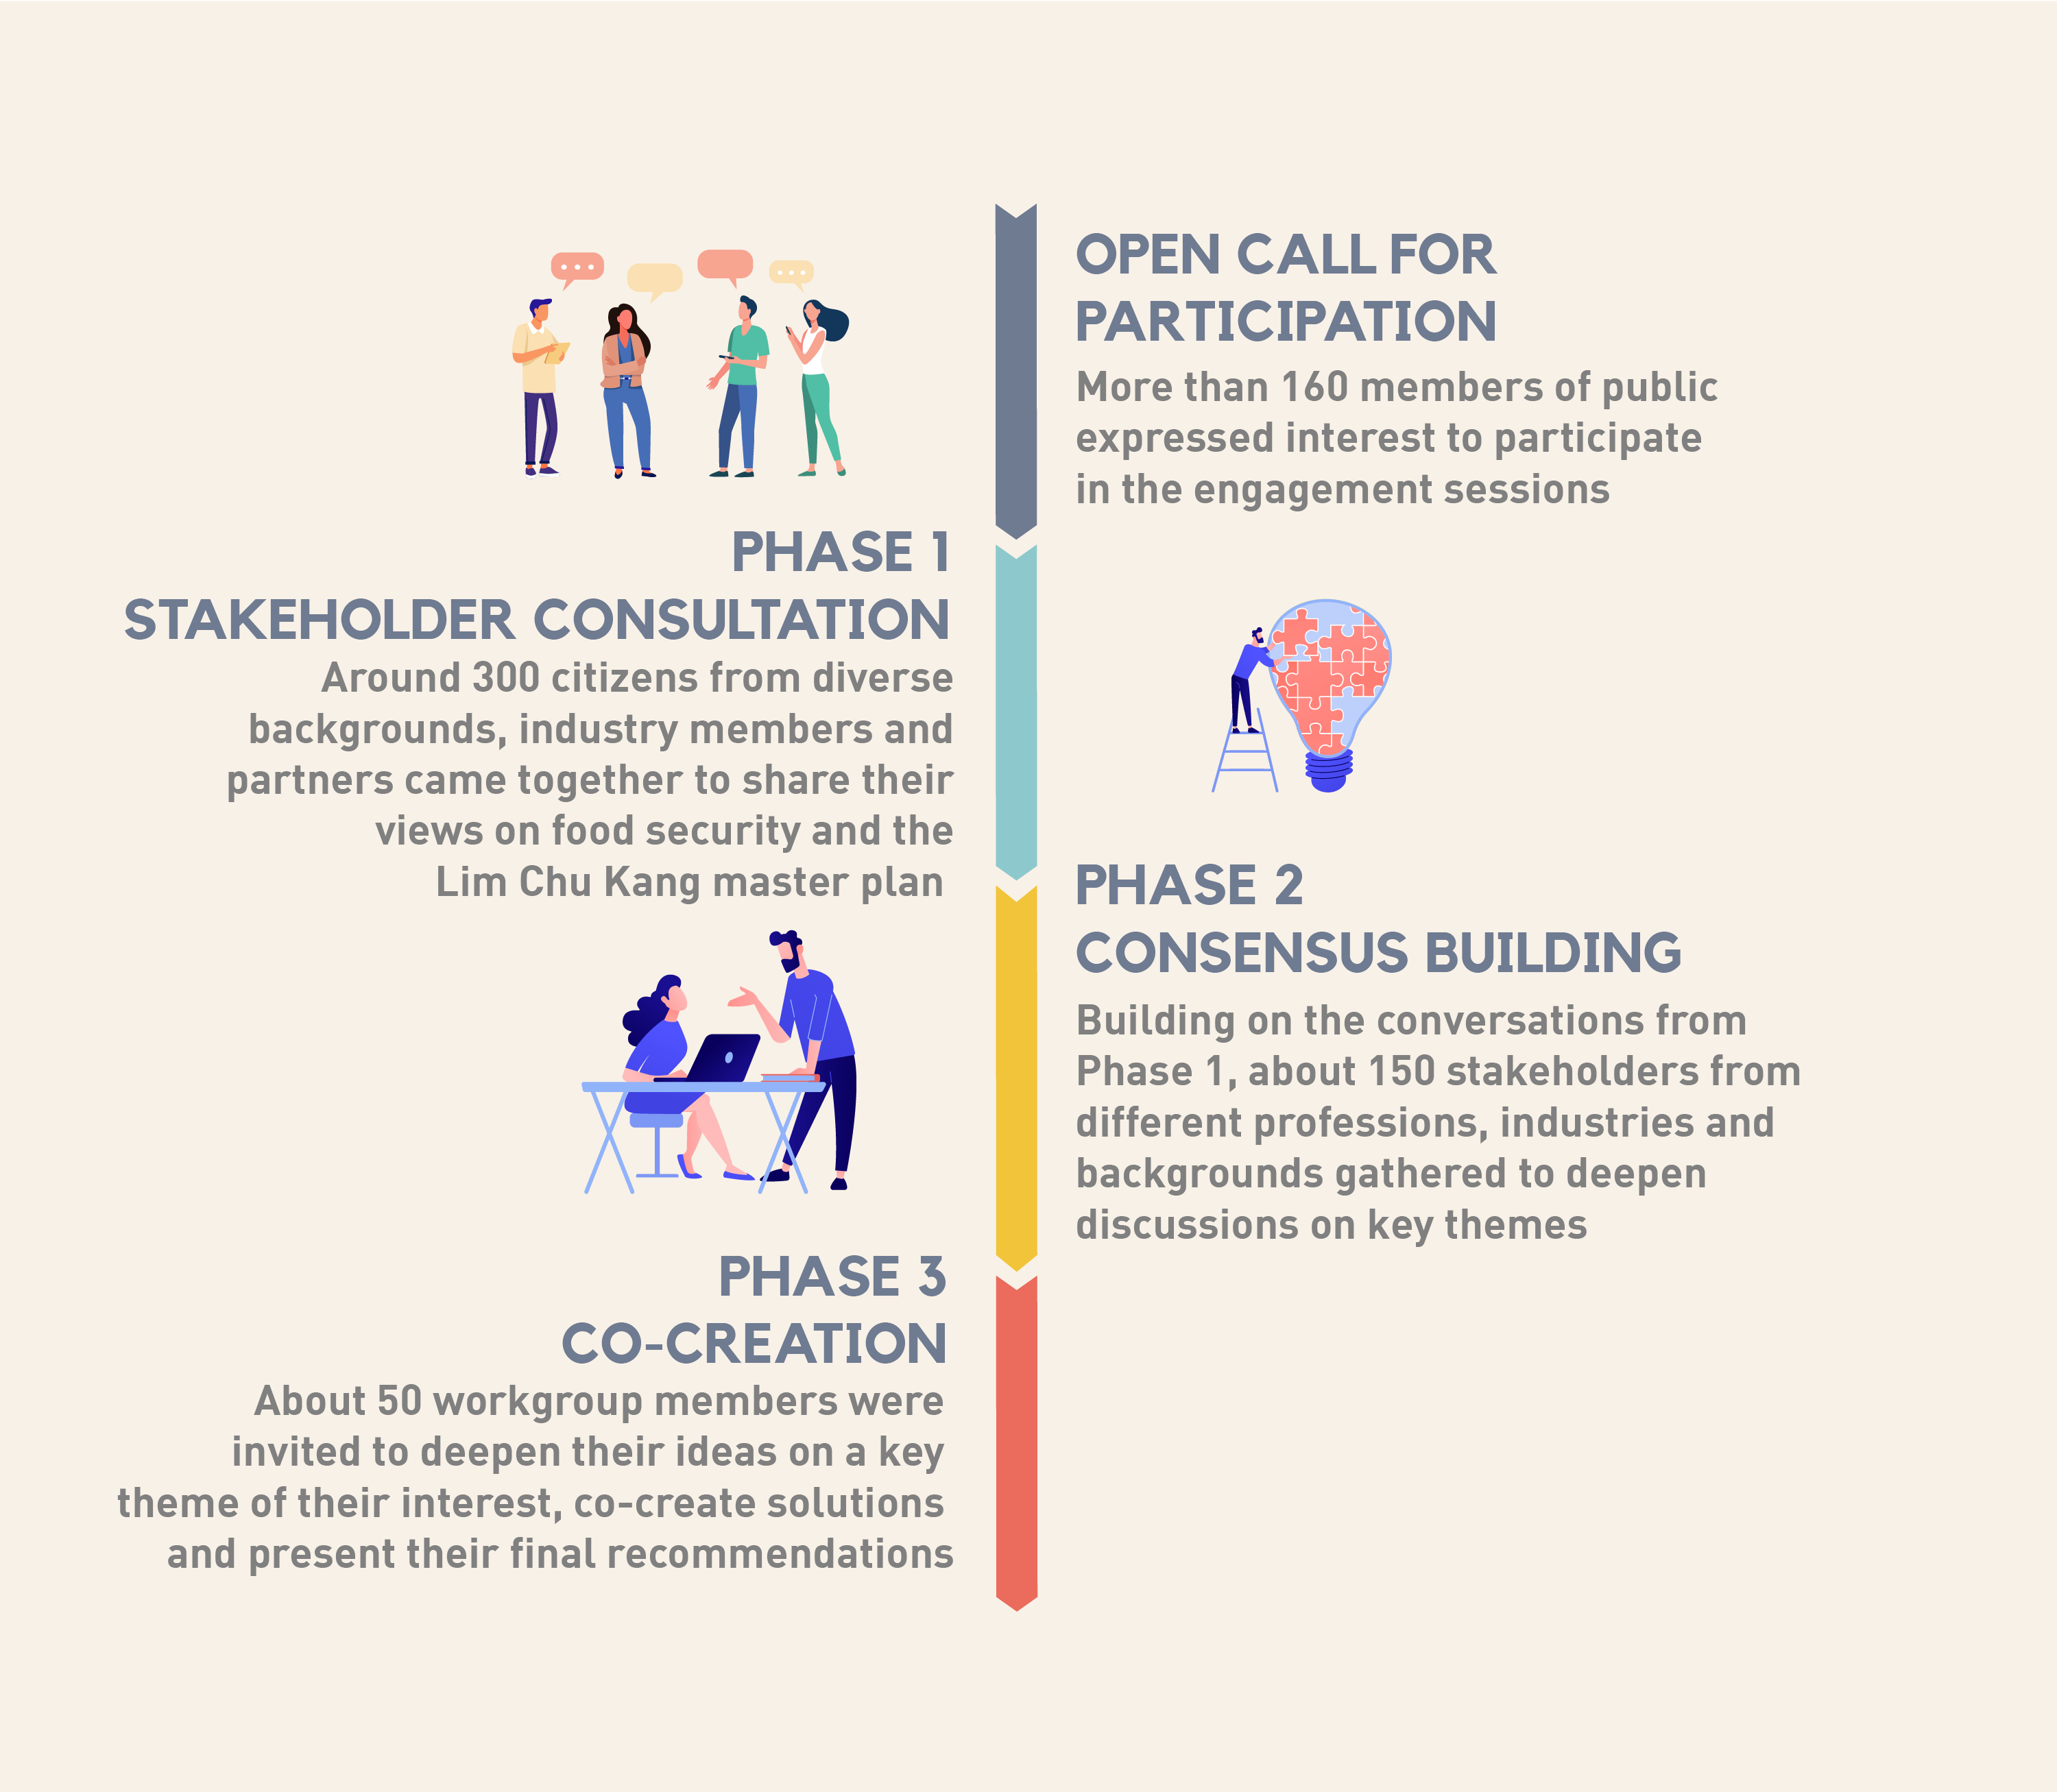 OPEN CALL FOR
PARTICIPATION
More than 160 members of public
expressed interest to participate
in the engagement sessions
PHASE 1
STAKEHOLDER CONSULTATION
Around 300 citizens from diverse
backgrounds, industry members and
partners came together to share their
views on food security and the
Lim Chu Kang master plan
PHASE 2
CONSENSUS BUILDING
Building on the conversations from
Phase 1, about 150 stakeholders from
different professions, industries and
backgrounds gathered to deepen
discussions on key themes
PHASE 3
CO-CREATION
About 50 workgroup members were
invited to deepen their ideas on a key
theme of their interest, co-create solutions
and present their final recommendations